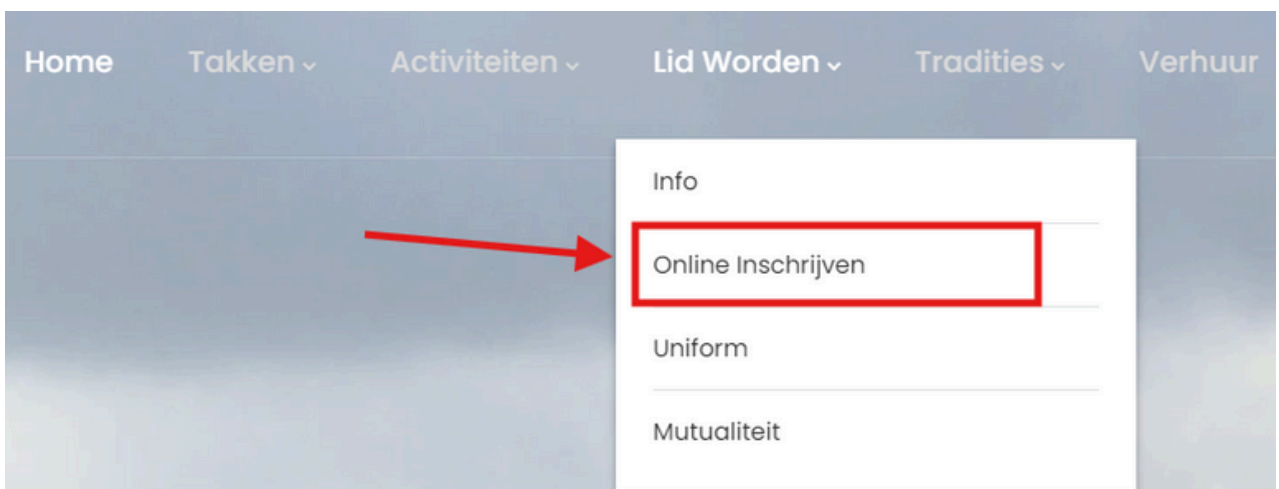 Home Takken Activiteiten Lid Worden Tradities Verhuur
Info
Online Inschrijven
Uniform
Mutualiteit